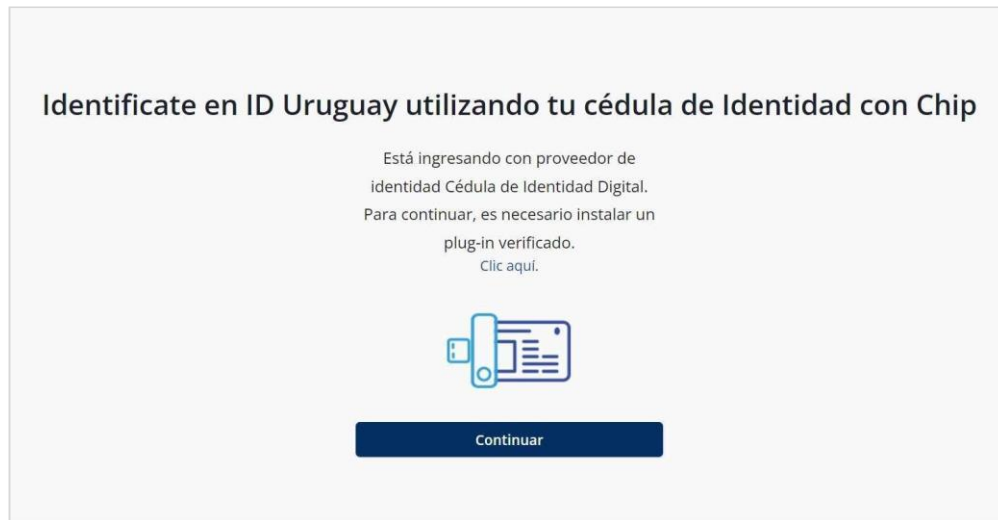 Identificate en ID Uruguay utilizando tu cédula de Identidad con Chip
Está ingresando con proveedor de
identidad Cédula de Identidad Digital.
Para continuar, es necesario instalar un
plug-in verificado.
Clic aquí.
Continuar